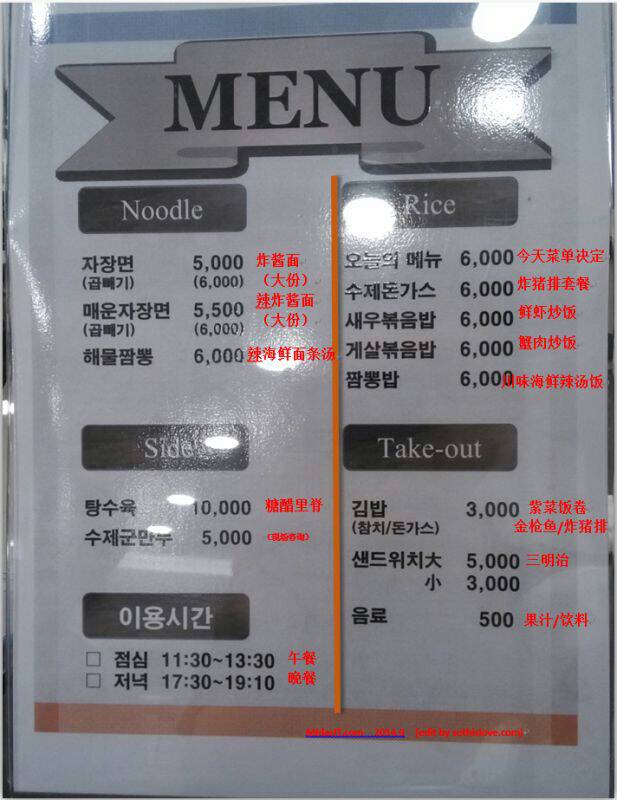 MENU
Noodle
자장면 5,000 炸酱面
(곱빼기) (6,000) （大份）
매운자장면 5,500 辣炸酱面
(곱빼기) (6,000) （大份）
해물짬뽕 6,000 辣海鲜面条汤
Side
탕수육 10,000 糖醋里脊
수제군만두 5,000 （现场咨询）
이용시간
□ 점심 11:30~13:30 午餐
□ 저녁 17:30~19:10 晚餐
Rice
오늘의 메뉴 6,000 今天菜单决定
수제돈가스 6,000 炸猪排套餐
새우볶음밥 6,000 鲜虾炒饭
게살볶음밥 6,000 蟹肉炒饭
짬뽕밥 6,000 川味海鲜辣汤饭
Take-out
김밥 3,000 紫菜饭卷
(참치/돈가스) 金枪鱼/炸猪排
샌드위치大 5,000 三明治
小 3,000
음료 500 果汁/饮料
2014.9 (edit by sothislove.com)